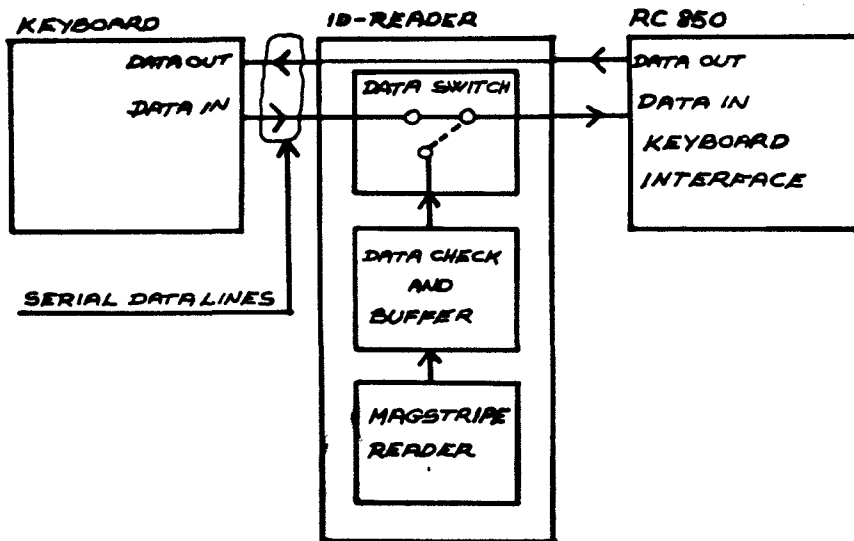 KEYBOARD
DATA OUT
DATA IN
SERIAL DATA LINES
ID-READER
DATA SWITCH
DATA CHECK
AND
BUFFER
MAGSTRIPE
READER
RC 850
DATA OUT
DATA IN
KEYBOARD
INTERFACE